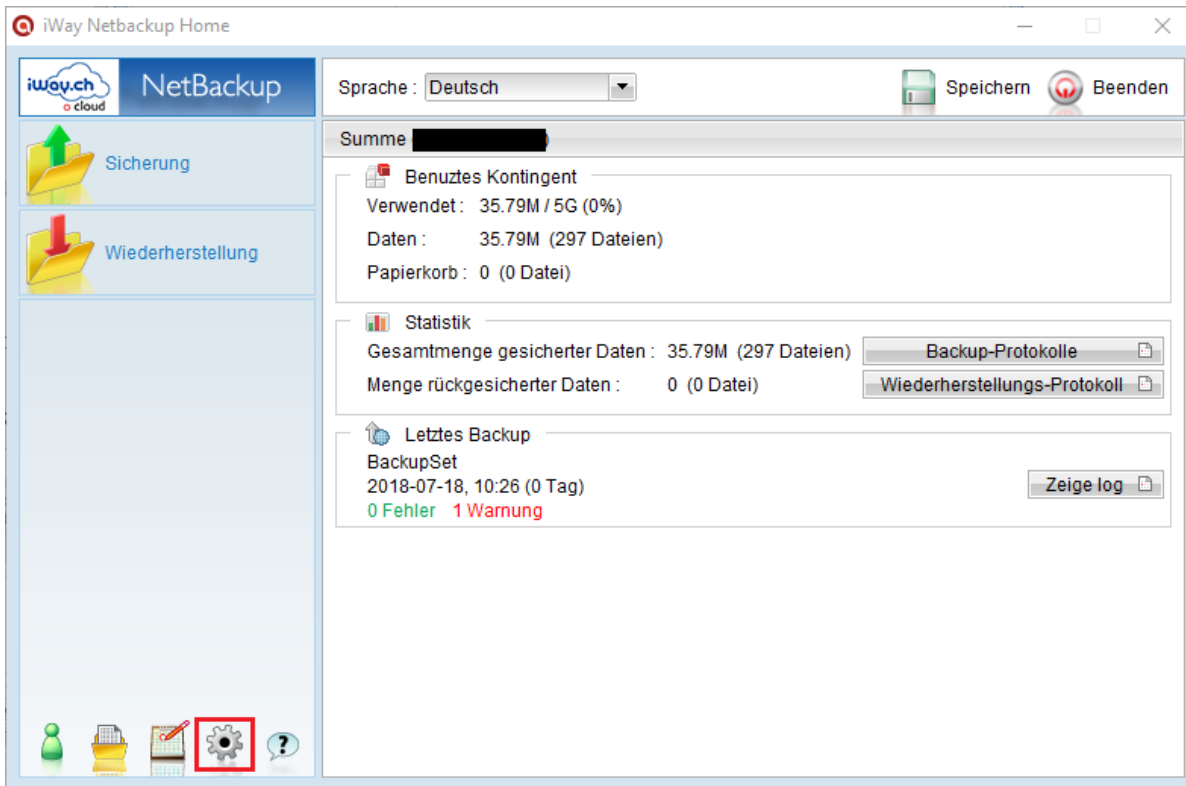 iWay Netbackup Home
iway.ch
cloud
NetBackup
Sprache : Deutsch
Speichern
Beenden
Sicherung
Wiederherstellung
Summe
Benuztes Kontingent
Verwendet : 35.79M / 5G (0%)
Daten : 35.79M (297 Dateien)
Papierkorb : 0 (0 Datei)
Statistik
Gesamtmenge gesicherter Daten : 35.79M (297 Dateien) Backup-Protokolle
Menge rückgesicherter Daten : 0 (0 Datei) Wiederherstellungs-Protokoll
Letztes Backup
BackupSet
2018-07-18, 10:26 (0 Tag)
Zeige log
0 Fehler 1 Warnung
?